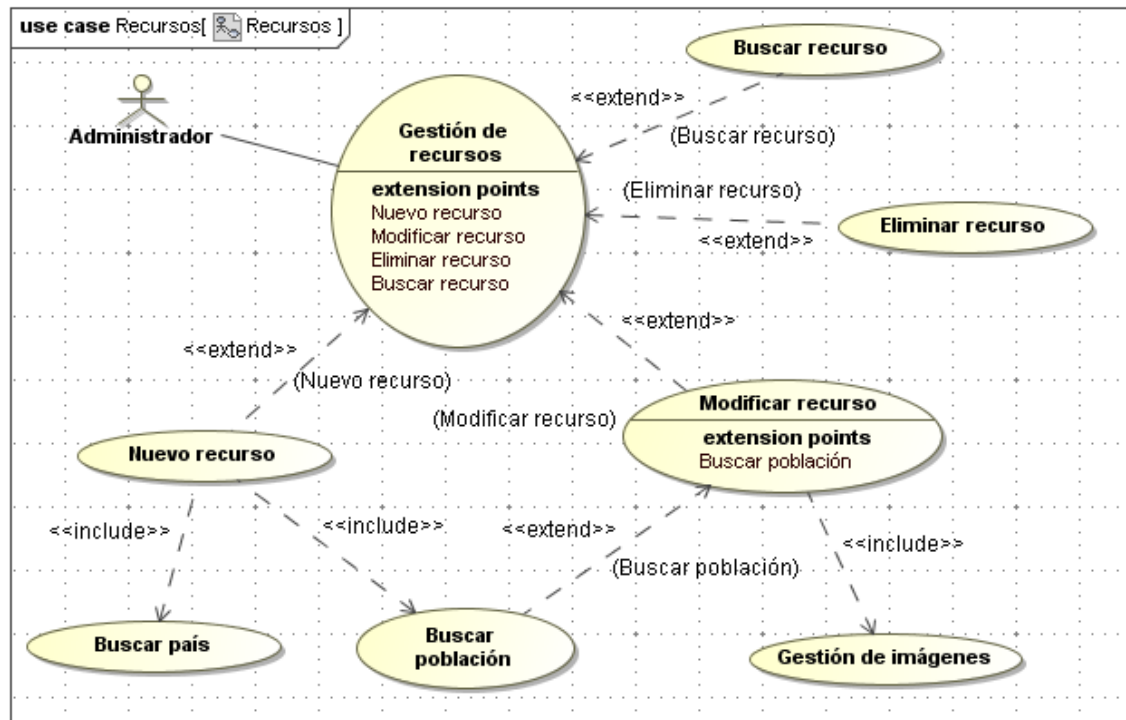 use case Recursos[ Recursos ]
Buscar recurso
Administrador
<<extend>>
(Buscar recurso)
Gestión de
recursos
extension points
Nuevo recurso
Modificar recurso
Eliminar recurso
Buscar recurso
(Eliminar recurso)
Eliminar recurso
<<extend>>
<<extend>>
<<extend>>
(Nuevo recurso)
(Modificar recurso)
Modificar recurso
extension points
Buscar población
Nuevo recurso
<<include>>
<<include>>
<<extend>>
(Buscar población)
<<include>>
Buscar país
Buscar
población
Gestión de imágenes